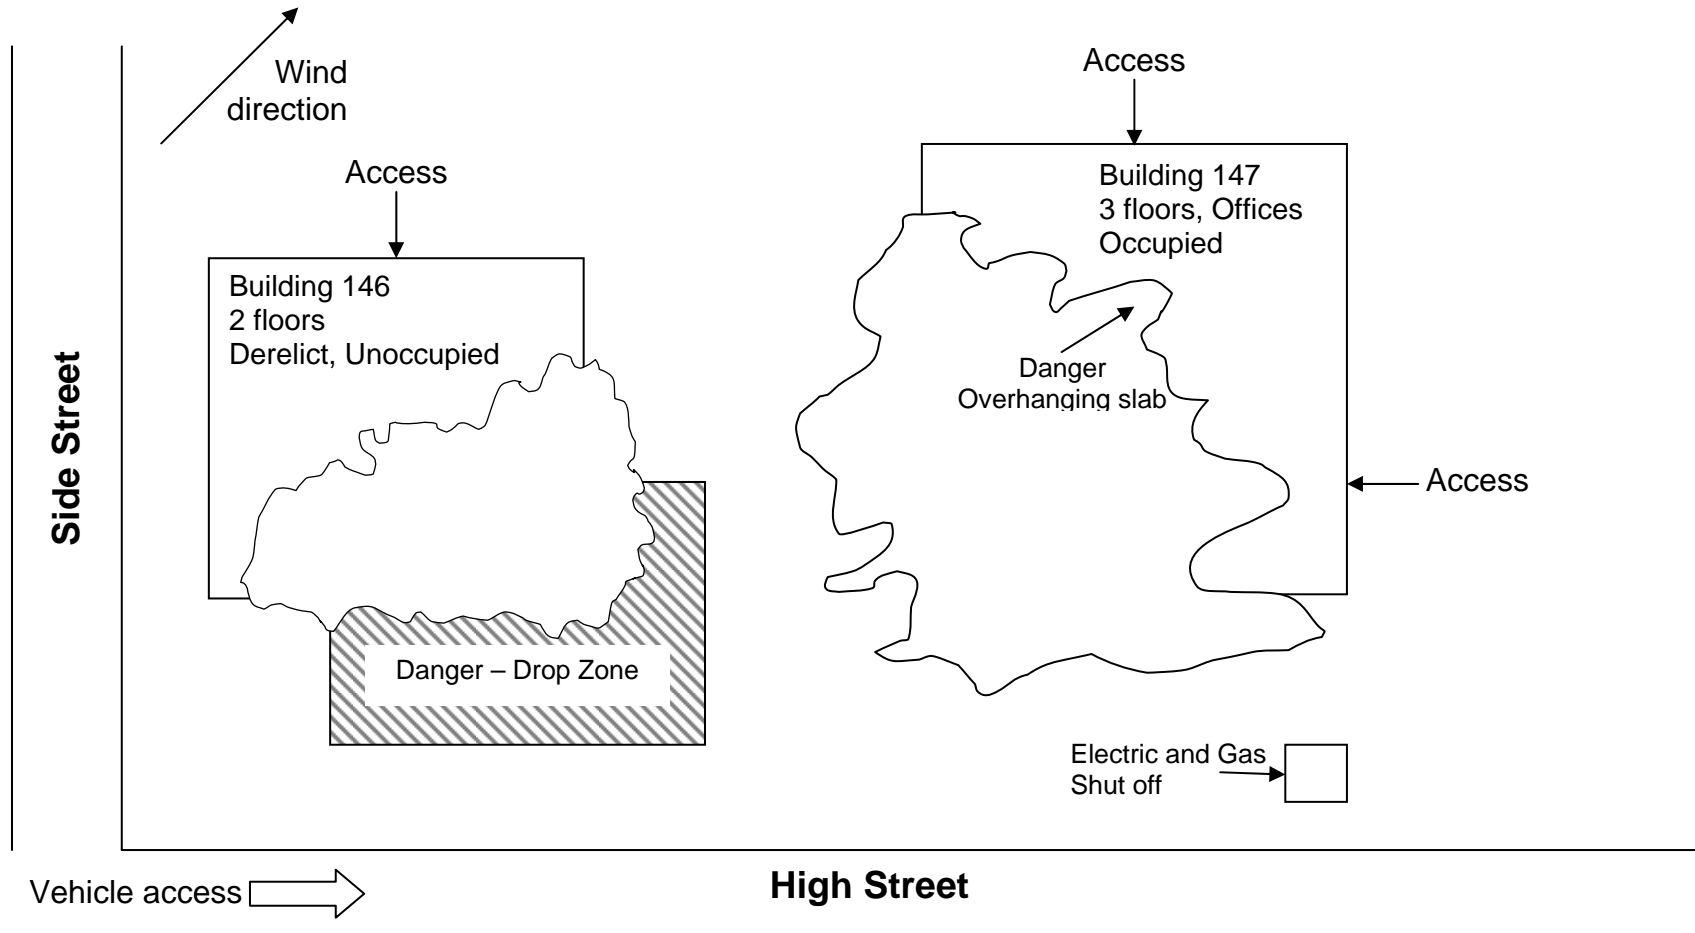 Wind
direction
Access
Access
Building 147
3 floors, Offices
Occupied
Building 146
2 floors
Derelict, Unoccupied
Danger
Overhanging slab
Side Street
Access
Danger – Drop Zone
Electric and Gas
Shut off
Vehicle access
High Street